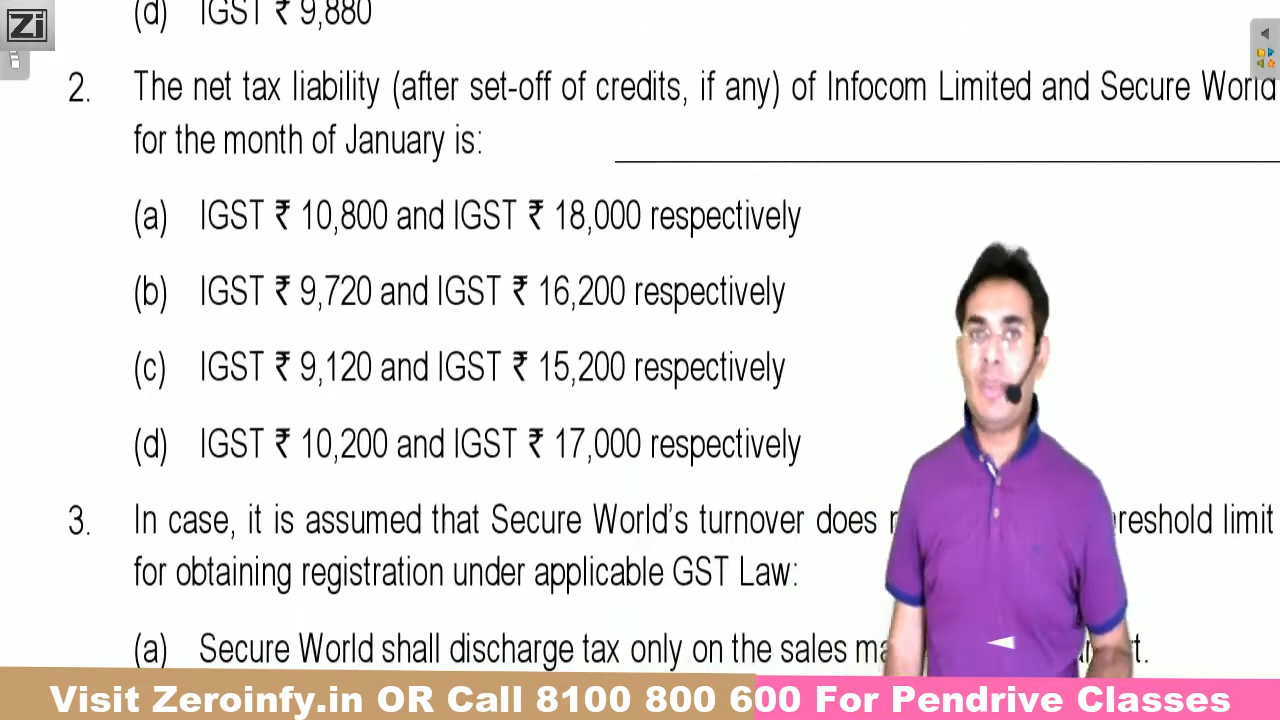 (d) IGST ₹ 9,880
Zi
2. The net tax liability (after set-off of credits, if any) of Infocom Limited and Secure World
for the month of January is:
(a) IGST ₹ 10,800 and IGST ₹ 18,000 respectively
(b) IGST ₹ 9,720 and IGST ₹ 16,200 respectively
(c) IGST ₹ 9,120 and IGST ₹ 15,200 respectively
(d) IGST ₹ 10,200 and IGST ₹ 17,000 respectively
3. In case, it is assumed that Secure World's turnover does limit
for obtaining registration under applicable GST Law:
(a) Secure World shall discharge tax only on the sales
Visit Zeroinfy.in OR Call 8100 800 600 For Pendrive Classes